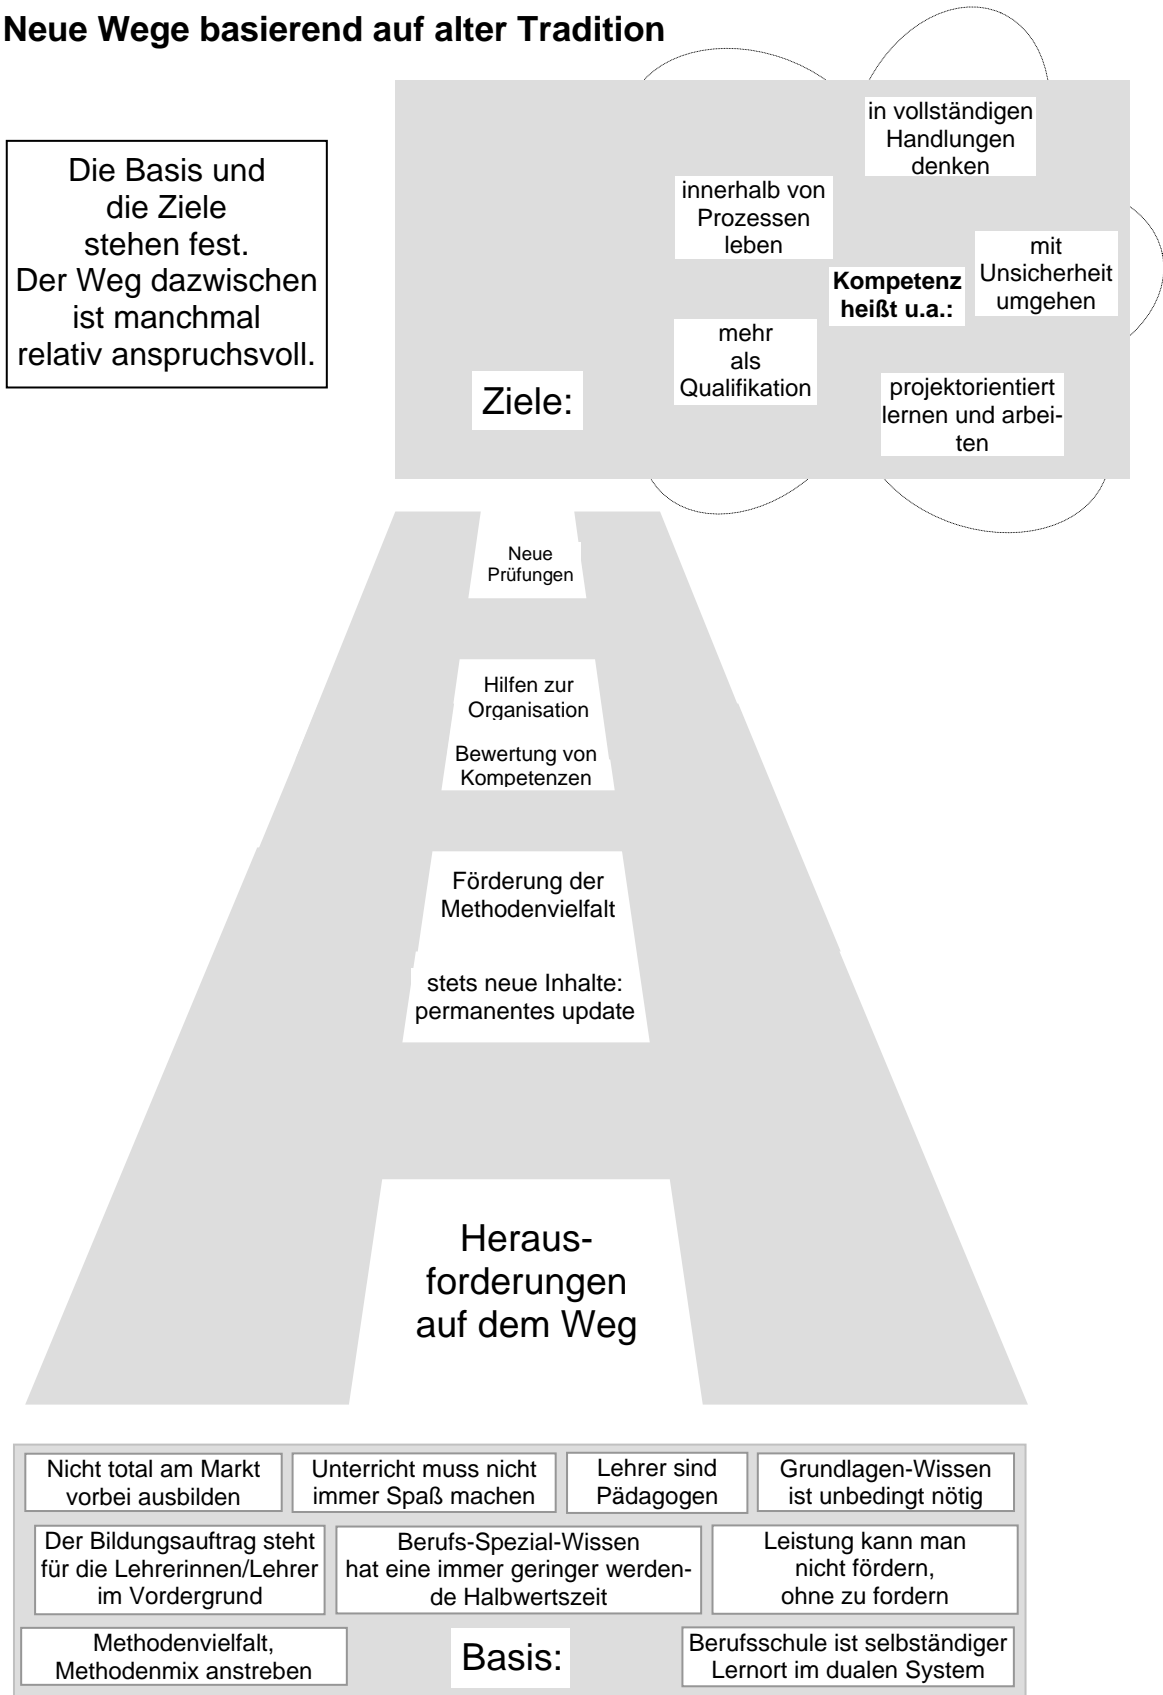 Neue Wege basierend auf alter Tradition
Die Basis und
die Ziele
stehen fest.
Der Weg dazwischen
ist manchmal
relativ anspruchsvoll.
in vollständigen
Handlungen
denken
innerhalb von
Prozessen
leben
mit
Unsicherheit
umgehen
Kompetenz
heißt u.a.:
mehr
als
Qualifikation
projektorientiert
lernen und arbei-
ten
Ziele:
Neue
Prüfungen
Hilfen zur
Organisation
Bewertung von
Kompetenzen
Förderung der
Methodenvielfalt
stets neue Inhalte:
permanentes update
Heraus-
forderungen
auf dem Weg
Nicht total am Markt
vorbei ausbilden
Unterricht muss nicht
immer Spaß machen
Lehrer sind
Pädagogen
Grundlagen-Wissen
ist unbedingt nötig
Der Bildungsauftrag steht
für die Lehrerinnen/Lehrer
im Vordergrund
Berufs-Spezial-Wissen
hat eine immer geringer werden-
de Halbwertszeit
Leistung kann man
nicht fördern,
ohne zu fordern
Methodenvielfalt,
Methodenmix anstreben
Basis:
Berufsschule ist selbständiger
Lernort im dualen System